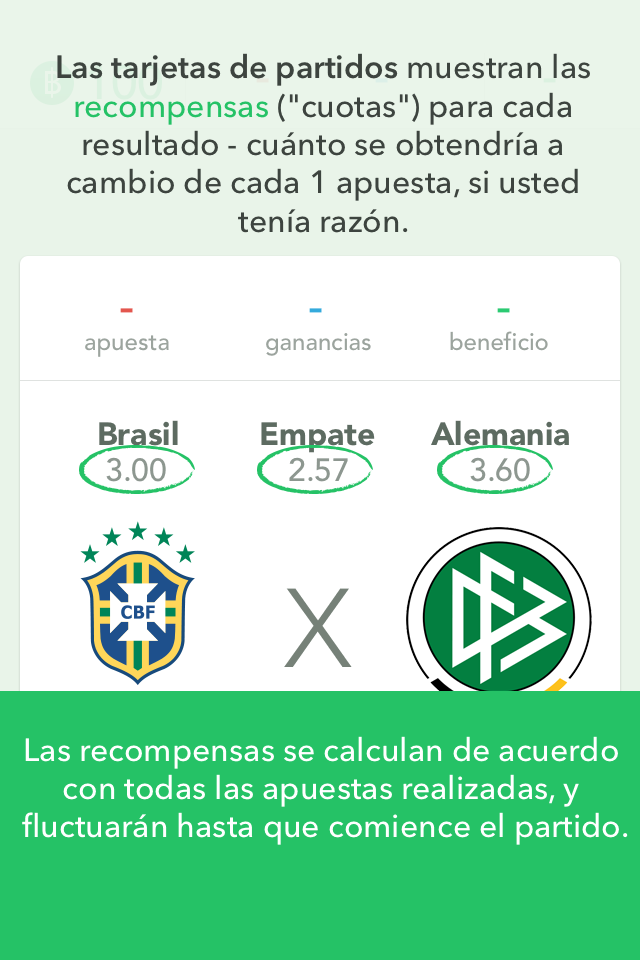 Las tarjetas de partidos muestran las
recompensas ("cuotas") para cada
resultado - cuánto se obtendría a
cambio de cada 1 apuesta, si usted
tenía razón.
- - -
apuesta ganancias beneficio
Brasil Empate Alemania
3.00 2.57 3.60
CBF X DFB
Las recompensas se calculan de acuerdo
con todas las apuestas realizadas, y
fluctuarán hasta que comience el partido.